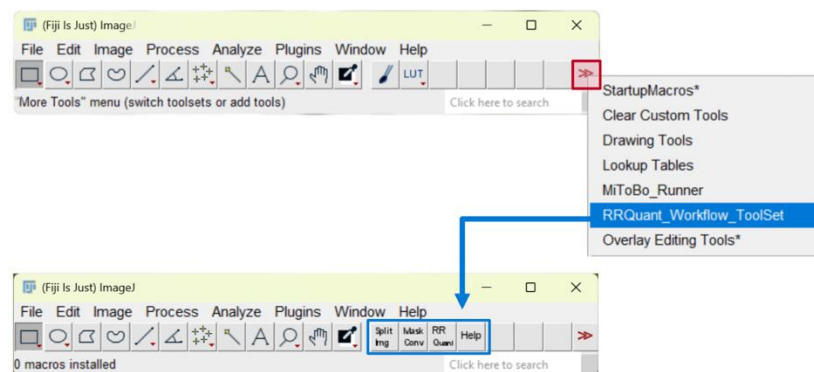 (Fiji Is Just) ImageJ
File Edit Image Process Analyze Plugins Window Help
A LUT
"More Tools" menu (switch toolsets or add tools) Click here to search
StartupMacros*
Clear Custom Tools
Drawing Tools
Lookup Tables
MiToBo_Runner
RRQuant_Workflow_ToolSet
Overlay Editing Tools*
(Fiji Is Just) ImageJ
File Edit Image Process Analyze Plugins Window Help
A Split Mask RR Help
Img Conv Quant
0 macros installed Click here to search